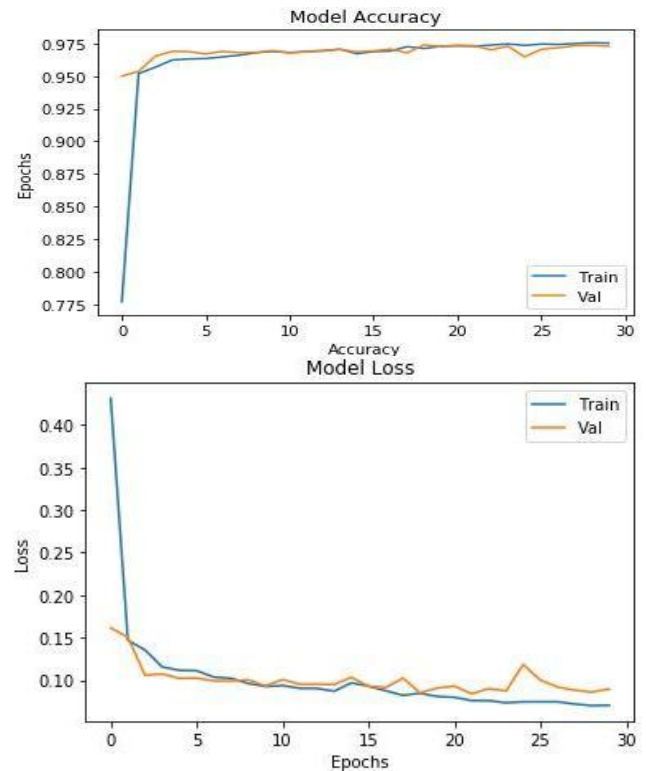 Model Accuracy
0.975
0.950
0.925
0.900
0.875
0.850
0.825
0.800
0.775
Epochs
Train
Val
0 5 10 15 20 25 30
Accuracy
Model Loss
0.40
0.35
0.30
0.25
0.20
0.15
0.10
Loss
Train
Val
0 5 10 15 20 25 30
Epochs